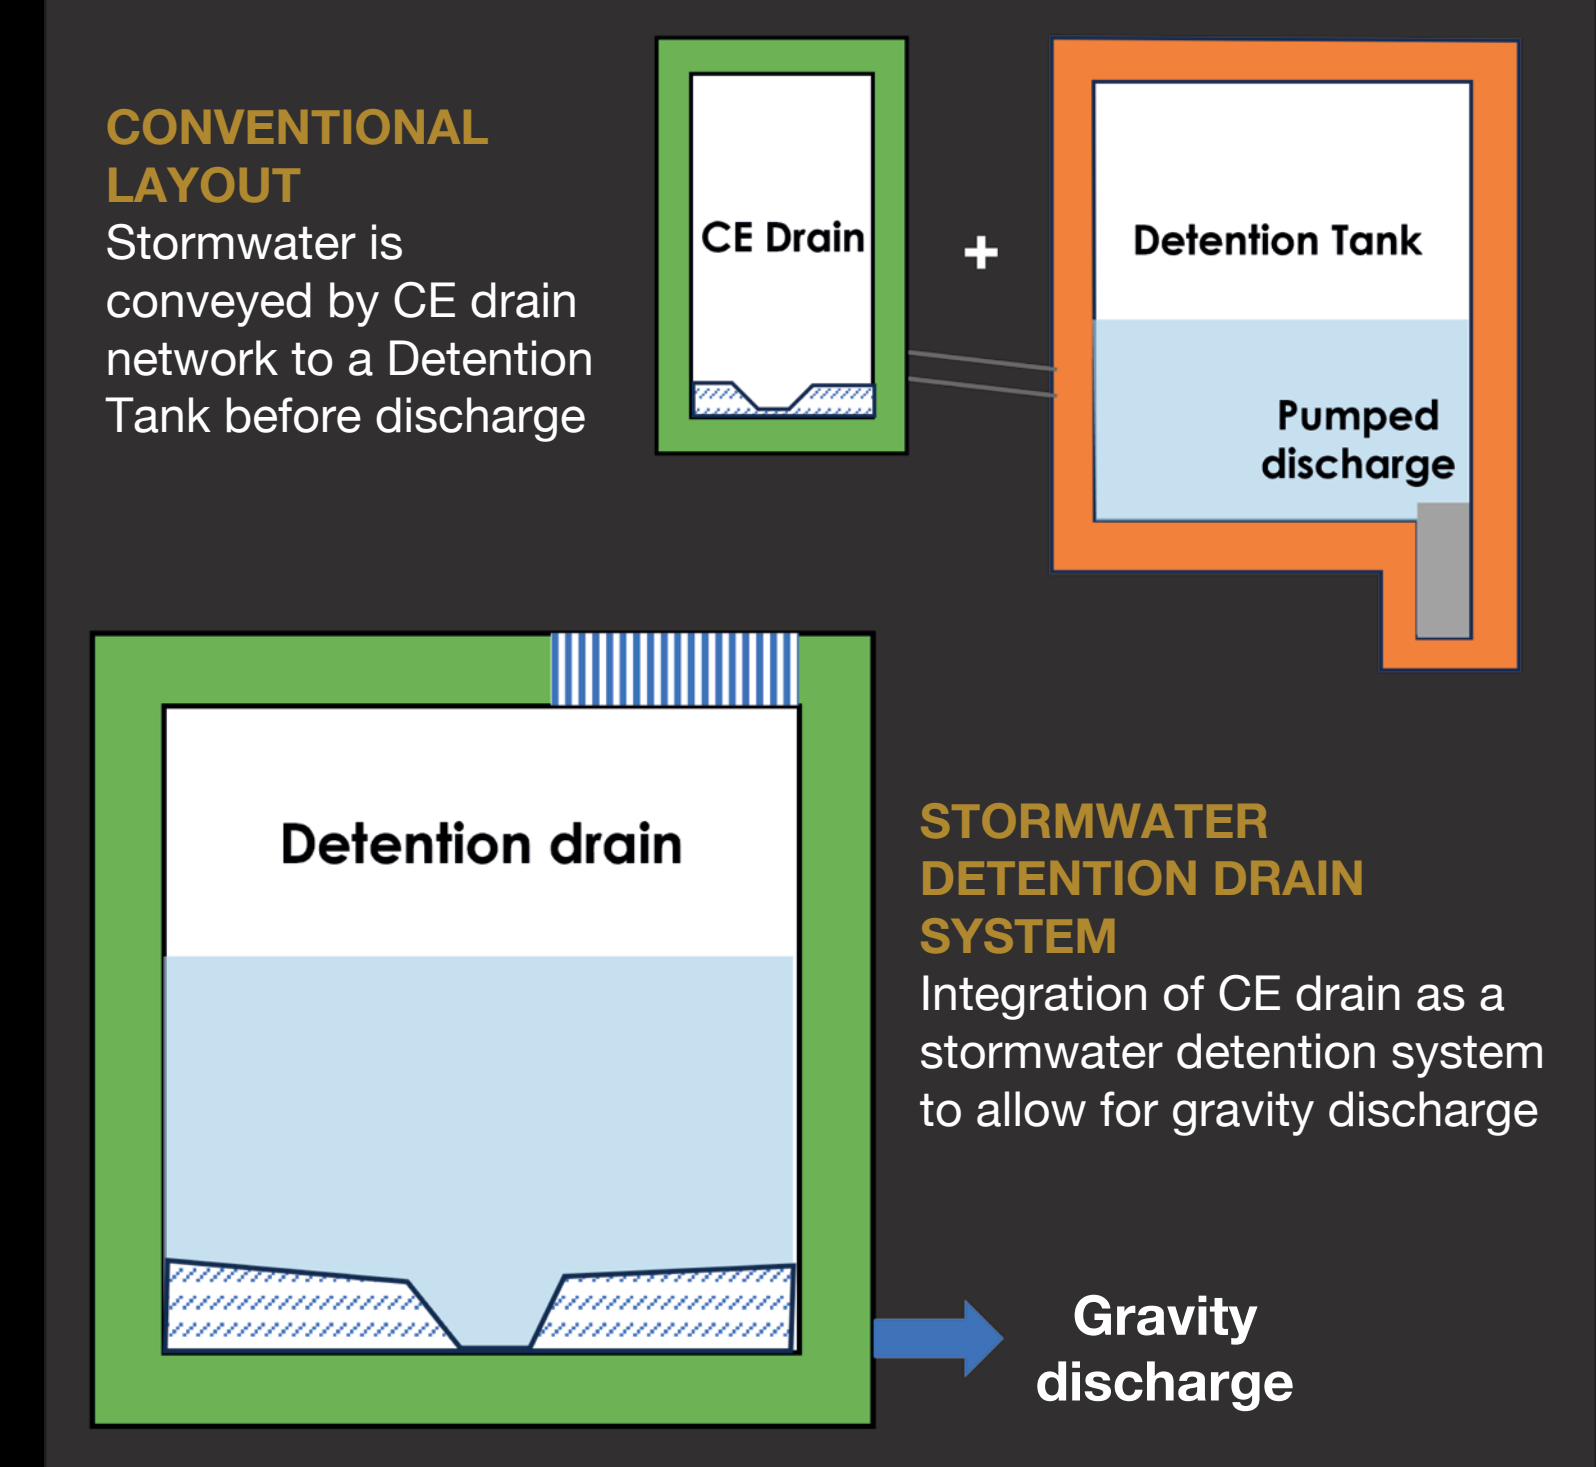 CONVENTIONAL
LAYOUT
Stormwater is
conveyed by CE drain
network to a Detention
Tank before discharge
CE Drain
+
Detention Tank
Pumped
discharge
Detention drain
STORMWATER
DETENTION DRAIN
SYSTEM
Integration of CE drain as a
stormwater detention system
to allow for gravity discharge
Gravity
discharge